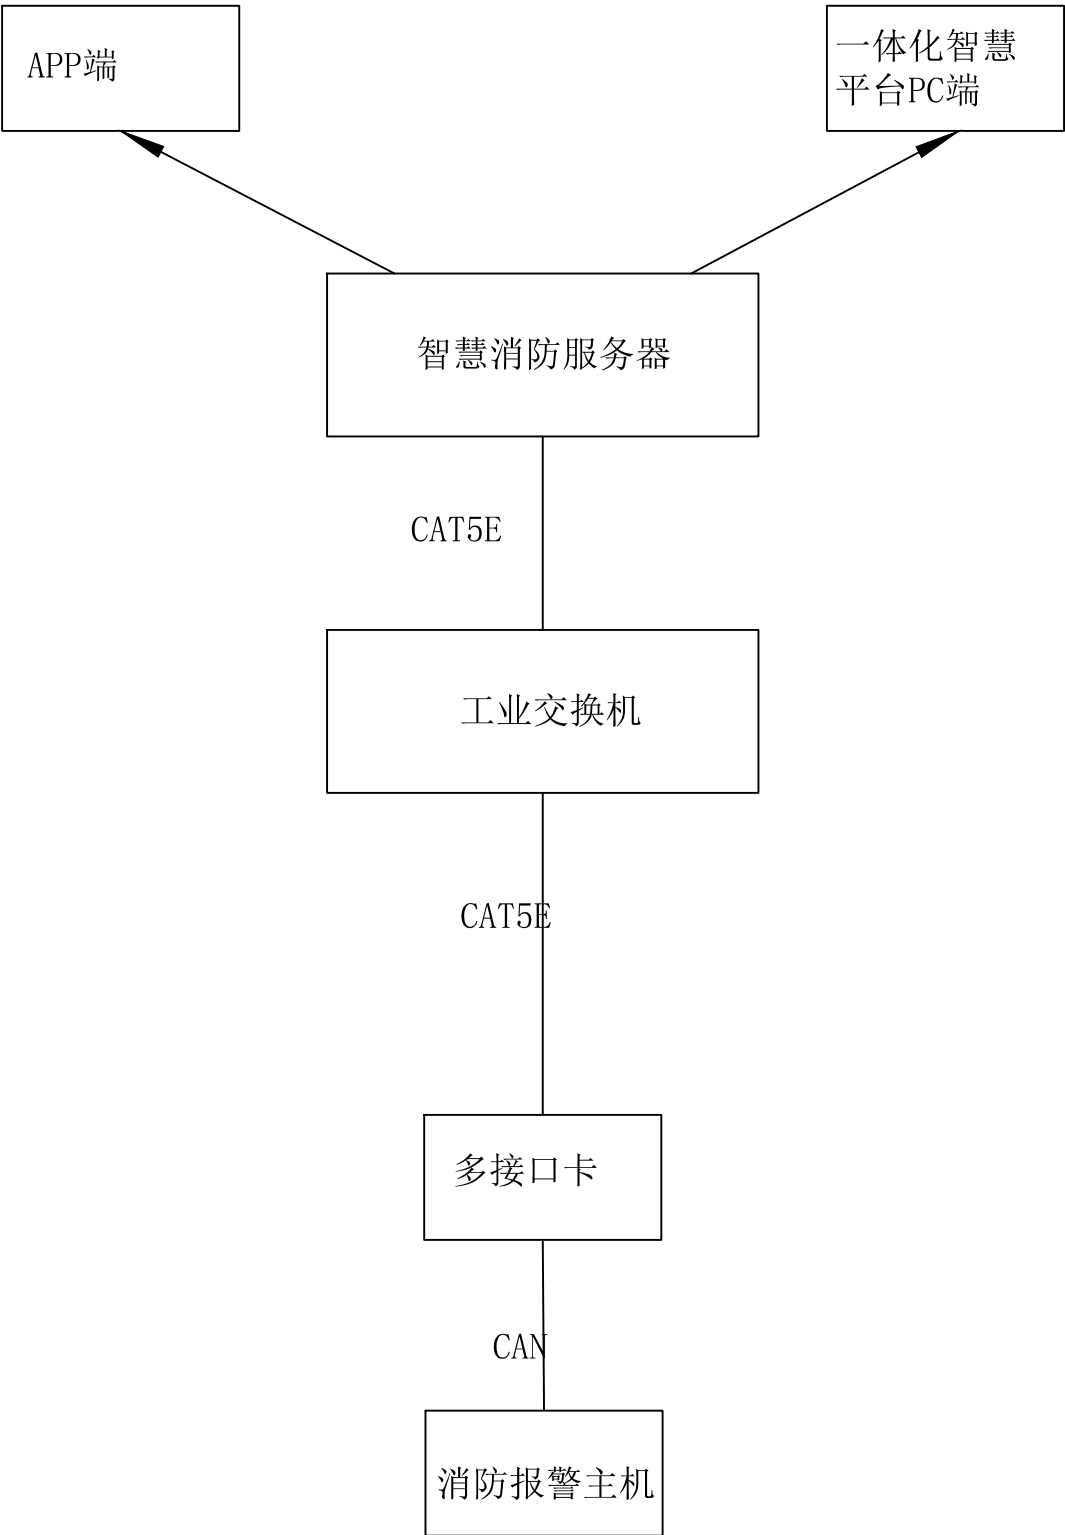 APP端
一体化智慧
平台PC端
智慧消防服务器
CAT5E
工业交换机
CAT5E
多接口卡
CAN
消防报警主机